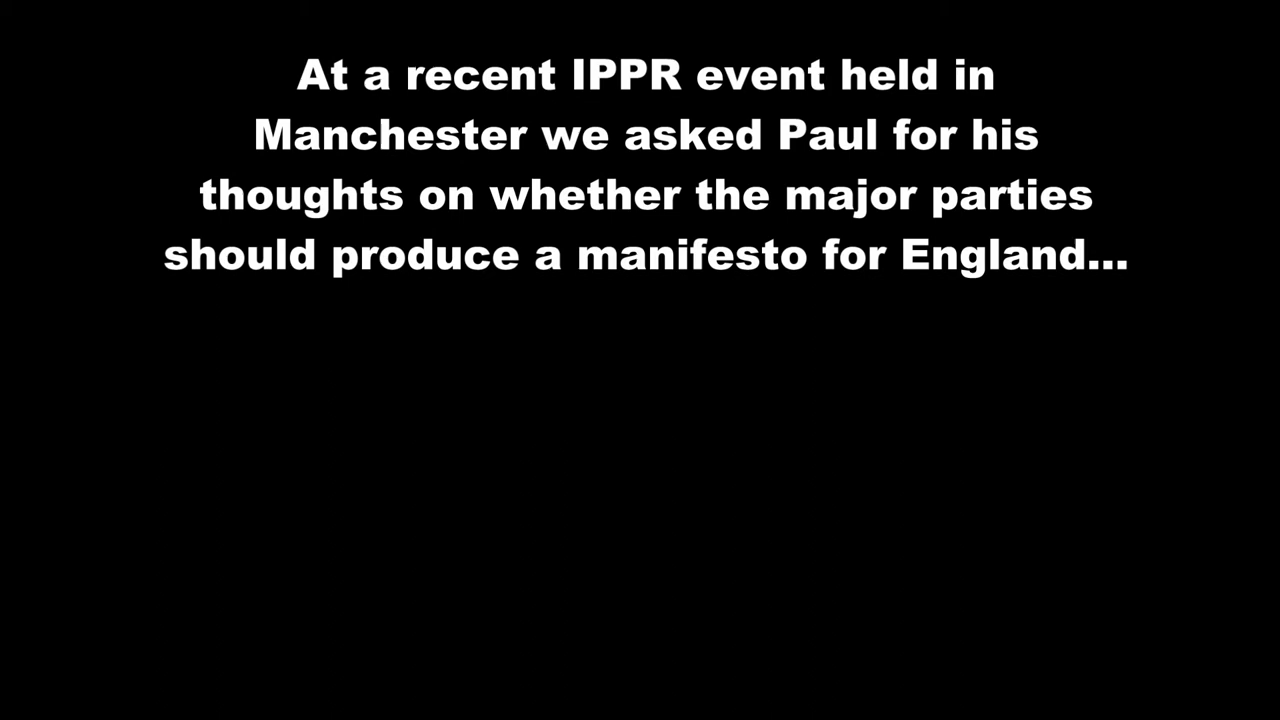 At a recent IPPR event held in
Manchester we asked Paul for his
thoughts on whether the major parties
should produce a manifesto for England...